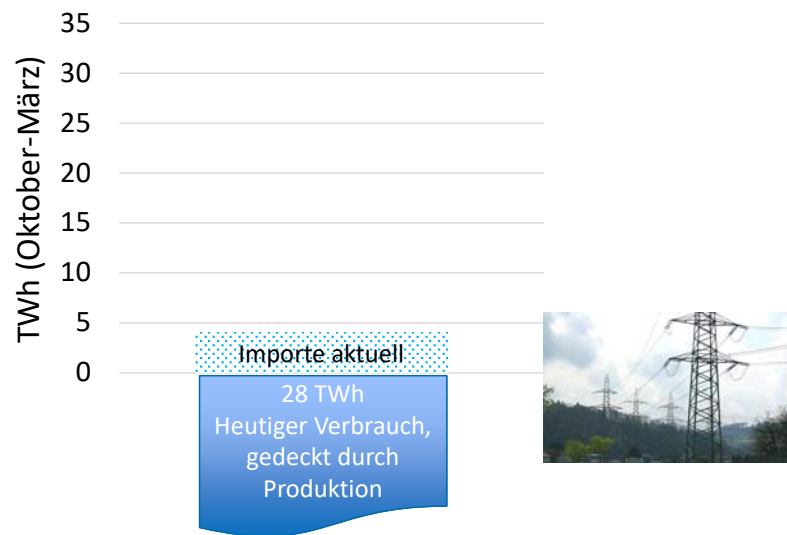 35
30
25
20
15
10
5
0
TWh (Oktober-März)
Importe aktuell
28 TWh
Heutiger Verbrauch,
gedeckt durch
Produktion